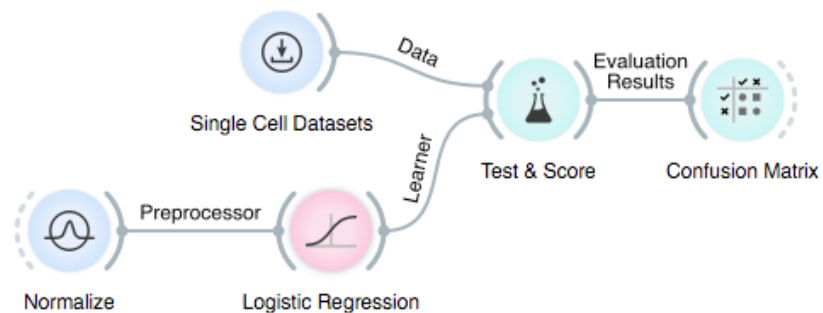 Data
Evaluation
Results
Single Cell Datasets
Learner
Test & Score
Confusion Matrix
Preprocessor
Normalize
Logistic Regression